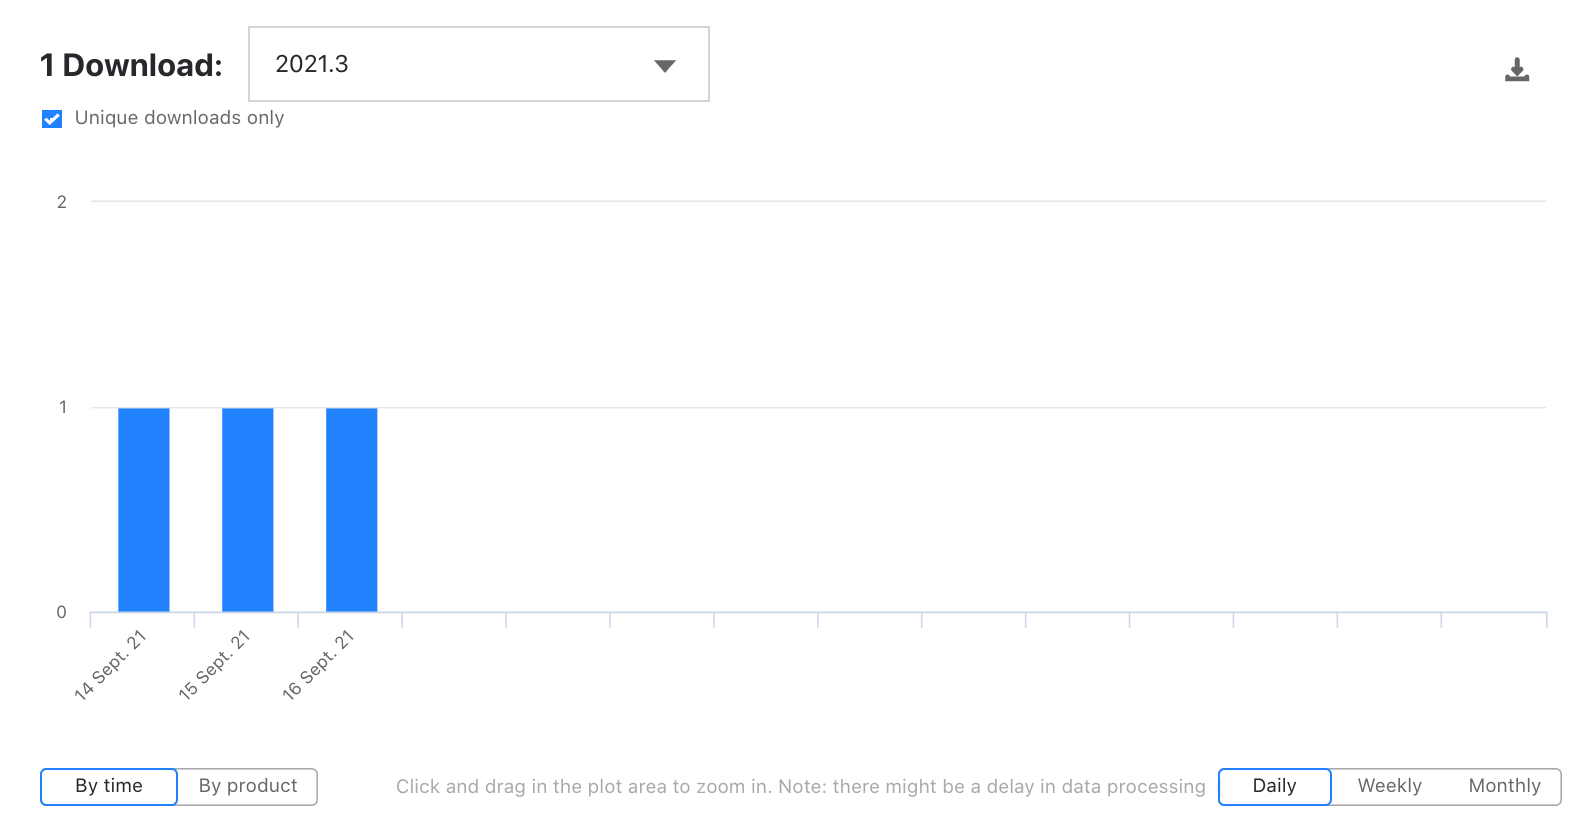 1 Download:
2021.3
Unique downloads only
2
1
0
14 Sept. 21
15 Sept. 21
16 Sept. 21
By time
By product
Click and drag in the plot area to zoom in. Note: there might be a delay in data processing
Daily
Weekly
Monthly